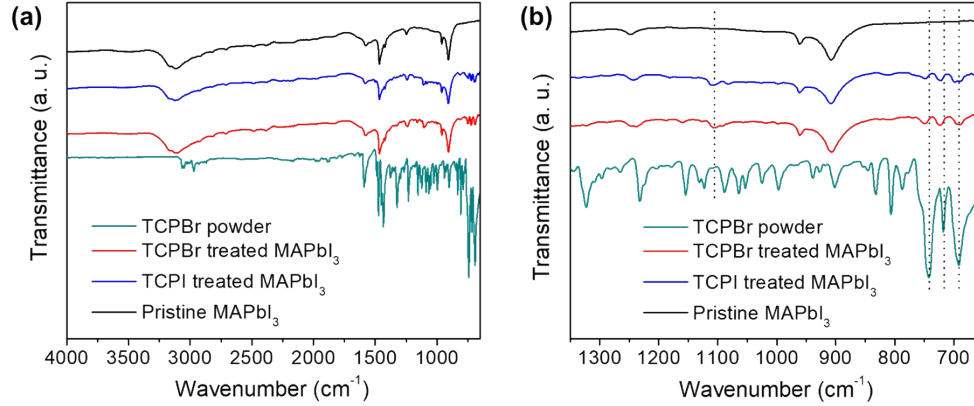 (a)
Transmittance (a. u.)
TCPBr powder
TCPBr treated MAPbI₃
TCPI treated MAPbI₃
Pristine MAPbI₃
4000 3500 3000 2500 2000 1500 1000
Wavenumber (cm⁻¹)
(b)
Transmittance (a. u.)
TCPBr powder
TCPBr treated MAPbI₃
TCPI treated MAPbI₃
Pristine MAPbI₃
1300 1200 1100 1000 900 800 700
Wavenumber (cm⁻¹)